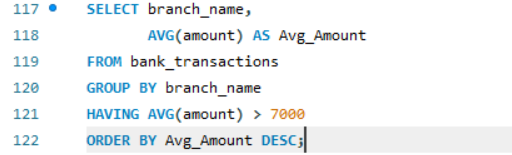 117 SELECT branch_name,
118 AVG(amount) AS Avg_Amount
119 FROM bank_transactions
120 GROUP BY branch_name
121 HAVING AVG(amount) > 7000
122 ORDER BY Avg_Amount DESC;